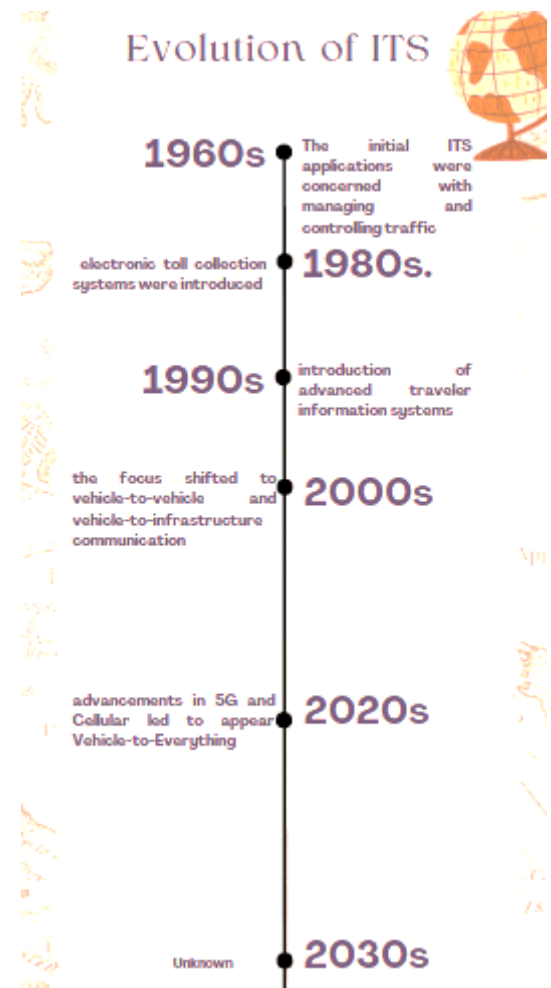 Evolution of ITS
1960s
The initial ITS
applications were
concerned with
managing and
controlling traffic
electronic toll collection
systems were introduced
1980s.
1990s
introduction of
advanced traveler
information systems
the focus shifted to
vehicle-to-vehicle and
vehicle-to-infrastructure
communication
2000s
advancements in 5G and
Cellular led to appear
Vehicle-to-Everything
2020s
Unknown
2030s